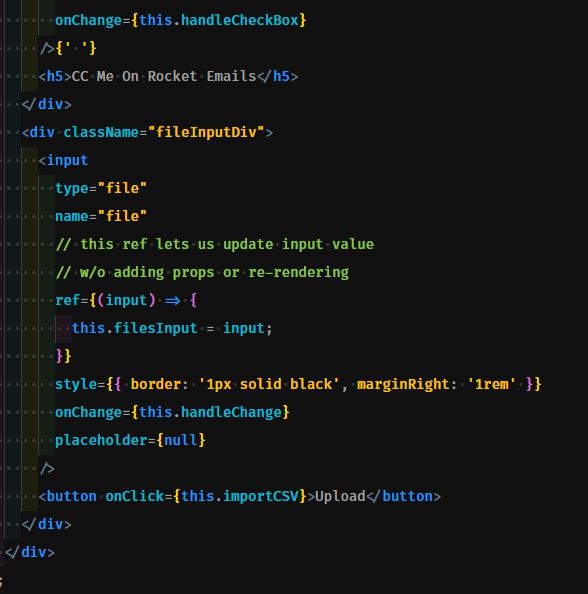 onChange={this.handleCheckBox}
/>{' '}
<h5>CC Me On Rocket Emails</h5>
</div>
<div className="fileInputDiv">
<input
type="file"
name="file"
// this ref lets us update input value
// w/o adding props or re-rendering
ref={(input) => {
this.filesInput = input;
}}
style={{ border: '1px solid black', marginRight: '1rem' }}
onChange={this.handleChange}
placeholder={null}
/>
<button onClick={this.importCSV}>Upload</button>
</div>
</div>
;